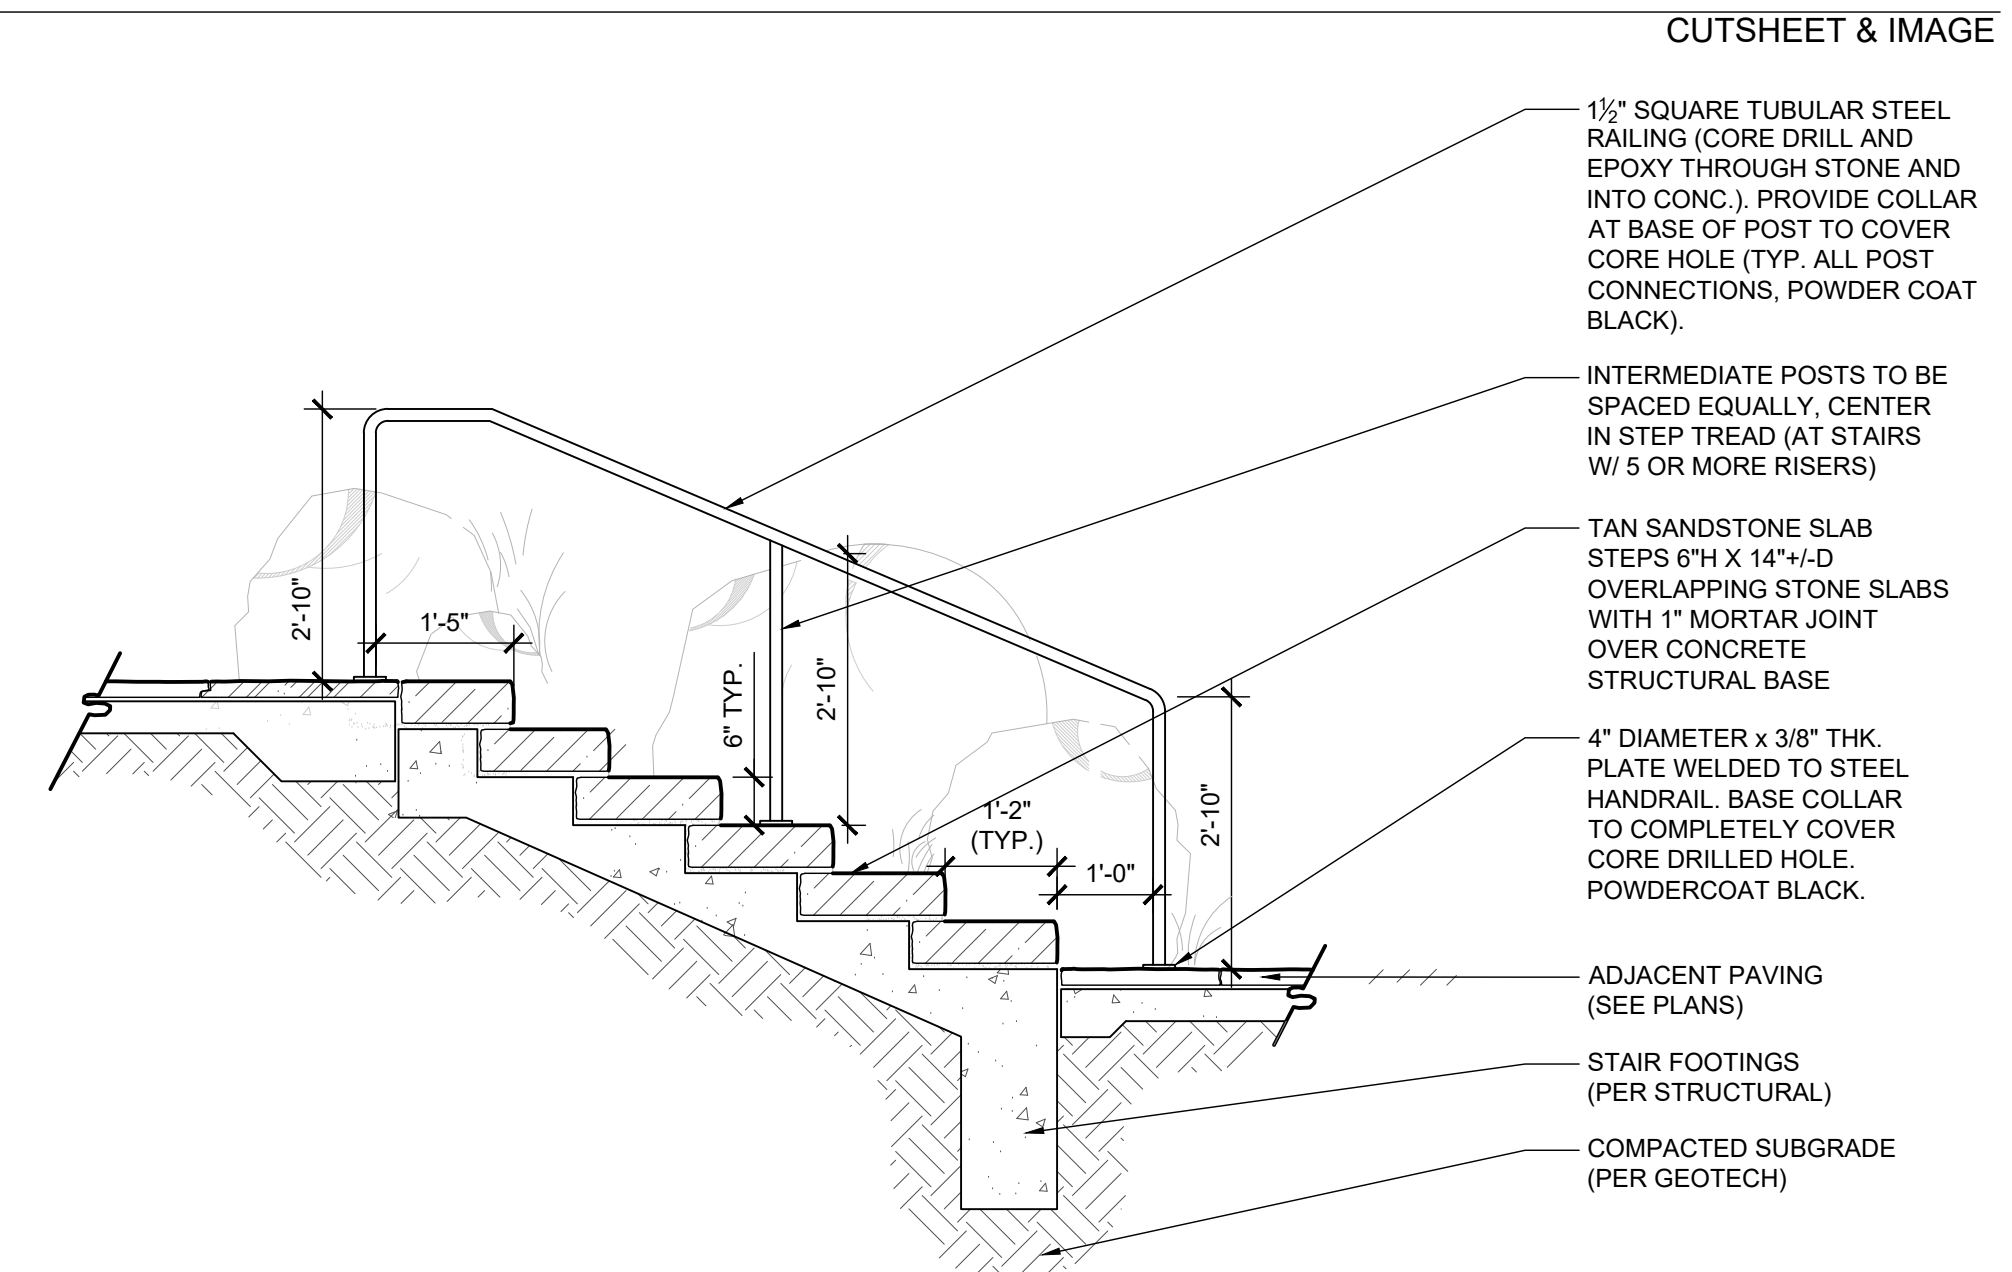 CUTSHEET & IMAGE
1½" SQUARE TUBULAR STEEL
RAILING (CORE DRILL AND
EPOXY THROUGH STONE AND
INTO CONC.). PROVIDE COLLAR
AT BASE OF POST TO COVER
CORE HOLE (TYP. ALL POST
CONNECTIONS, POWDER COAT
BLACK).
INTERMEDIATE POSTS TO BE
SPACED EQUALLY, CENTER
IN STEP TREAD (AT STAIRS
W/ 5 OR MORE RISERS)
TAN SANDSTONE SLAB
STEPS 6"H X 14"+/-D
OVERLAPPING STONE SLABS
WITH 1" MORTAR JOINT
OVER CONCRETE
STRUCTURAL BASE
4" DIAMETER x 3/8" THK.
PLATE WELDED TO STEEL
HANDRAIL. BASE COLLAR
TO COMPLETELY COVER
CORE DRILLED HOLE.
POWDERCOAT BLACK.
ADJACENT PAVING
(SEE PLANS)
STAIR FOOTINGS
(PER STRUCTURAL)
COMPACTED SUBGRADE
(PER GEOTECH)
2'-10"
1'-5"
6" TYP.
2'-10"
1'-2"
(TYP.)
1'-0"
2'-10"